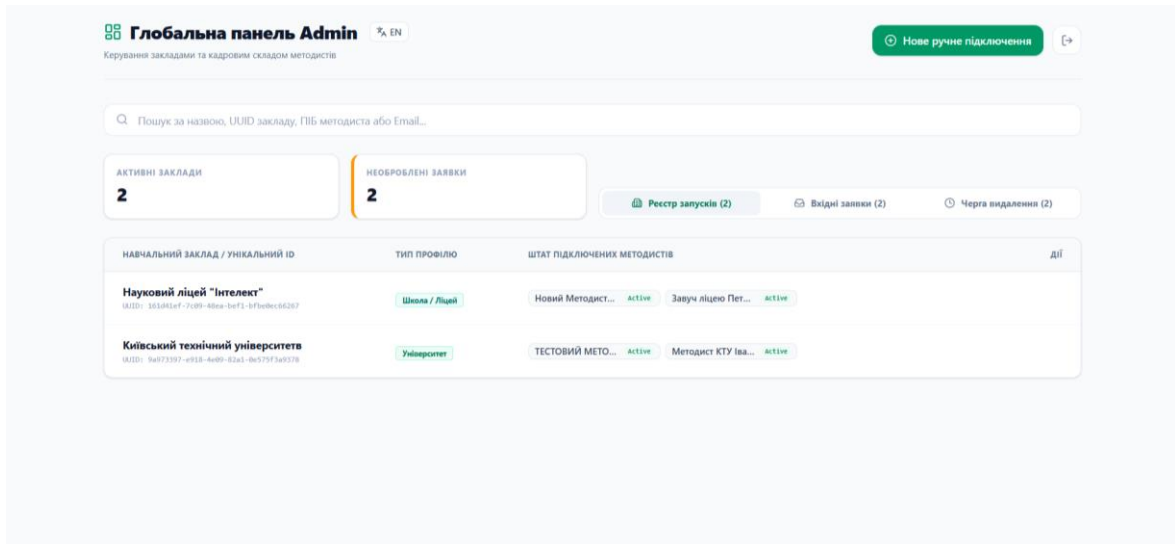 Глобальна панель Admin
EN
Керування закладами та кадровим складом методистів
Нове ручне підключення
Пошук за назвою, UUID закладу, ПІБ методиста або Email...
АКТИВНІ ЗАКЛАДИ
2
НЕОБРОБЛЕНІ ЗАЯВКИ
2
Реєстр запусків (2)
Вхідні заявки (2)
Черга видалення (2)
НАВЧАЛЬНИЙ ЗАКЛАД / УНІКАЛЬНИЙ ID ТИП ПРОФІЛЮ ШТАТ ПІДКЛЮЧЕНИХ МЕТОДИСТІВ ДІЇ
Науковий ліцей "Інтелект"
UUID:
Школа / Ліцей
Новий Методист... Active
Завуч ліцею Пет... Active
Київський технічний університетв
UUID:
Університет
ТЕСТОВИЙ МЕТО... Active
Методист КТУ Іва... Active